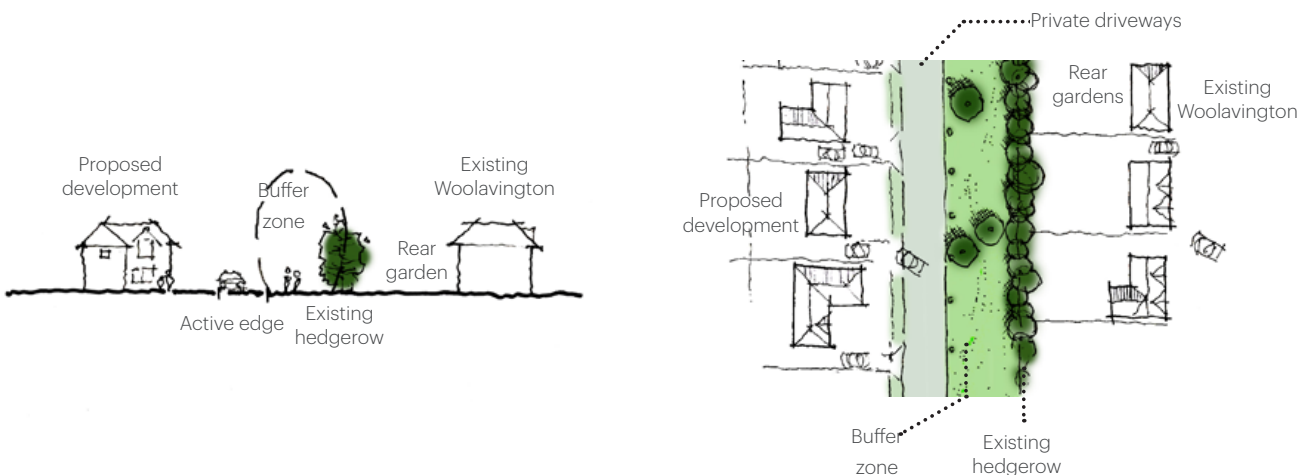 Proposed
development
Buffer
zone
Existing
Woolavington
Rear
garden
Active edge
Existing
hedgerow
Private driveways
Rear
gardens
Existing
Woolavington
Proposed
development
Buffer
zone
Existing
hedgerow